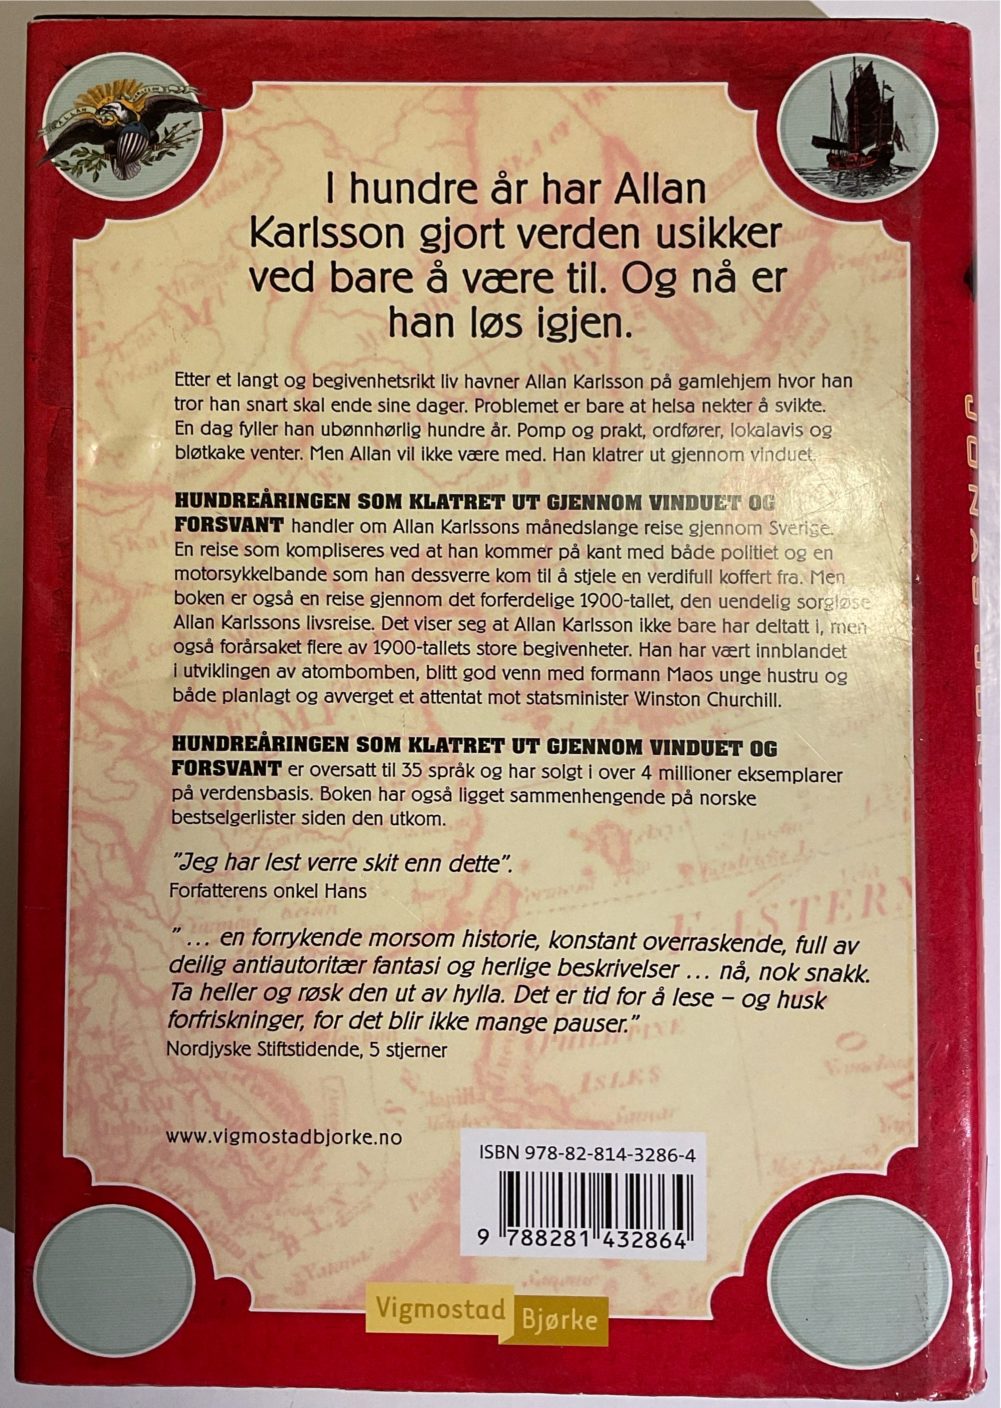 I hundre år har Allan
Karlsson gjort verden usikker
ved bare å være til. Og nå er
han løs igjen.
Etter et langt og begivenhetsrikt liv havner Allan Karlsson på gamlehjem hvor han
tror han snart skal ende sine dager. Problemet er bare at helsa nekter å svikte.
En dag fyller han ubønnhørlig hundre år. Pomp og prakt, ordfører, lokalavis og
bløtkake venter. Men Allan vil ikke være med. Han klatrer ut gjennom vinduet.
HUNDREÅRINGEN SOM KLATRET UT GJENNOM VINDUET OG
FORSVANT handler om Allan Karlssons månedslange reise gjennom Sverige.
En reise som kompliseres ved at han kommer på kant med både politiet og en
motorsykkelbande som han dessverre kom til å stjele en verdifull koffert fra. Men
boken er også en reise gjennom det forferdelige 1900-tallet, den uendelig sorgløse
Allan Karlssons livsreise. Det viser seg at Allan Karlsson ikke bare har deltatt i, men
også forårsaket flere av 1900-tallets store begivenheter. Han har vært innblandet
i utviklingen av atombomben, blitt god venn med formann Maos unge hustru og
både planlagt og avverget et attentat mot statsminister Winston Churchill.
HUNDREÅRINGEN SOM KLATRET UT GJENNOM VINDUET OG
FORSVANT er oversatt til 35 språk og har solgt i over 4 millioner eksemplarer
på verdensbasis. Boken har også ligget sammenhengende på norske
bestselgerlister siden den utkom.
"Jeg har lest verre skit enn dette".
Forfatterens onkel Hans
" ... en forrykende morsom historie, konstant overraskende, full av
deilig antiautoritær fantasi og herlige beskrivelser ... nå, nok snakk.
Ta heller og røsk den ut av hylla. Det er tid for å lese – og husk
forfriskninger, for det blir ikke mange pauser."
Nordjyske Stiftstidende, 5 stjerner
EASTERN
PHILIPPINE
ISLES
www.vigmostadbjorke.no
ISBN 978-82-814-3286-4
9 788281 432864
Vigmostad
Bjørke
JONAS